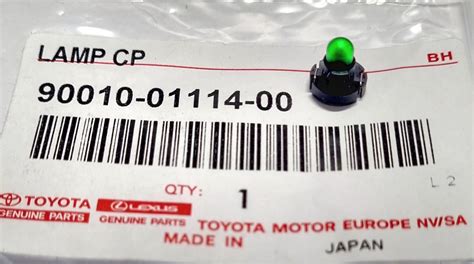 LAMP CP
BH
90010-01114-00
L 2
QTY: 1
TOYOTA
GENUINE PARTS
LEXUS
GENUINE PARTS
TOYOTA MOTOR EUROPE NV/SA
MADE IN JAPAN